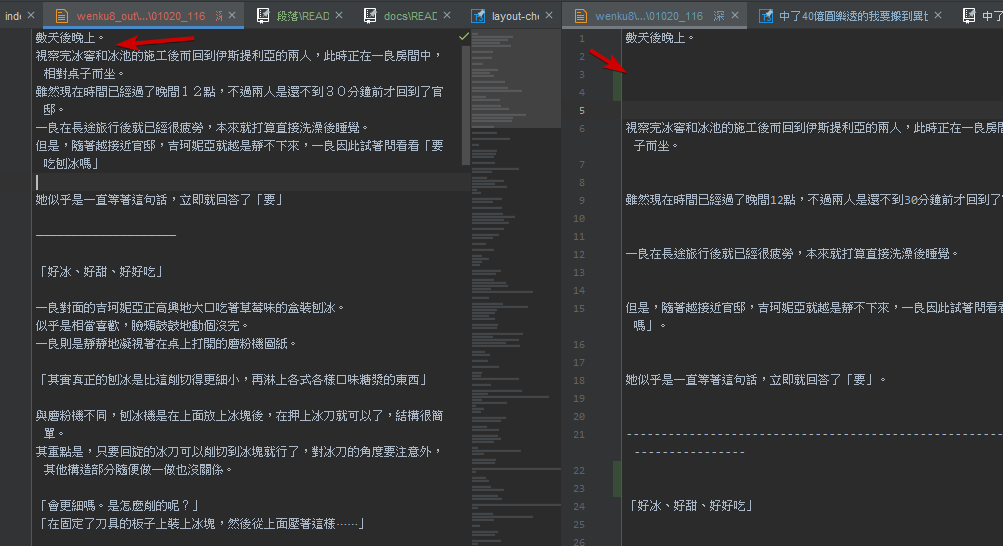 inde
wenku8_out\...\01020_116 深
段落\READ
docs\READ
layout-che
wenku8\...\01020_116 深
中了40億圓樂透的我要搬到異世
中了
數天後晚上。
視察完冰窖和冰池的施工後而回到伊斯提利亞的兩人，此時正在一良房間中，
相對桌子而坐。
雖然現在時間已經過了晚間１２點，不過兩人是還不到３０分鐘前才回到了官
邸。
一良在長途旅行後就已經很疲勞，本來就打算直接洗澡後睡覺。
但是，隨著越接近官邸，吉珂妮亞就越是靜不下來，一良因此試著問看看「要
吃刨冰嗎」
她似乎是一直等著這句話，立即就回答了「要」
————————————————
「好冰、好甜、好好吃」
一良對面的吉珂妮亞正高興地大口吃著草莓味的盒裝刨冰。
似乎是相當喜歡，臉頰鼓鼓地動個沒完。
一良則是靜靜地凝視著在桌上打開的磨粉機圖紙。
「其實真正的刨冰是比這削切得更細小，再淋上各式各樣口味糖漿的東西」
與磨粉機不同，刨冰機是在上面放上冰塊後，在押上冰刀就可以了，結構很簡
單。
其重點是，只要回旋的冰刀可以削切到冰塊就行了，對冰刀的角度要注意外，
其他構造部分隨便做一做也沒關係。
「會更細嗎。是怎麼削的呢？」
「在固定了刀具的板子上裝上冰塊，然後從上面壓著這樣……」
1 數天後晚上。
2
3
4
5
6 視察完冰窖和冰池的施工後而回到伊斯提利亞的兩人，此時正在一良房間
子而坐。
7
8
9 雖然現在時間已經過了晚間12點，不過兩人是還不到30分鐘前才回到了
10
11
12 一良在長途旅行後就已經很疲勞，本來就打算直接洗澡後睡覺。
13
14
15 但是，隨著越接近官邸，吉珂妮亞就越是靜不下來，一良因此試著問看看
嗎」。
16
17
18 她似乎是一直等著這句話，立即就回答了「要」。
19
20
21 ------------------------------------------------------
----------------
22
23
24 「好冰、好甜、好好吃」
25
26